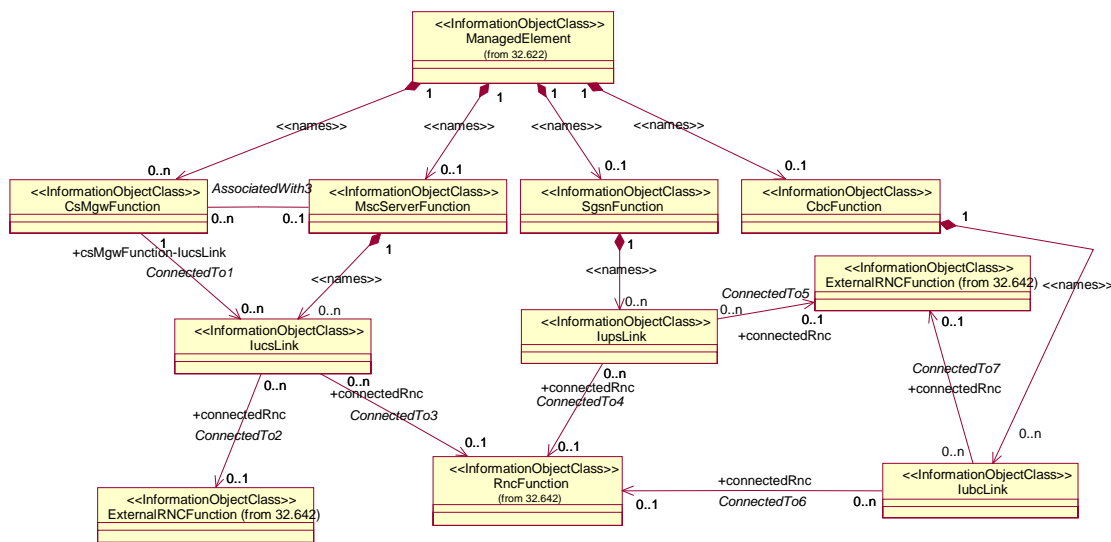 <<InformationObjectClass>>
ManagedElement
(from 32.622)
1
1
1
1
<<names>>
<<names>>
<<names>>
<<names>>
0..n
0..1
0..1
0..1
<<InformationObjectClass>>
CsMgwFunction
AssociatedWith3
0..n
0..1
<<InformationObjectClass>>
MscServerFunction
<<InformationObjectClass>>
SgsnFunction
<<InformationObjectClass>>
CbcFunction
1
+csMgwFunction-IucsLink
ConnectedTo1
0..n
1
<<names>>
0..n
1
<<names>>
0..n
1
<<names>>
0..n
<<InformationObjectClass>>
ExternalRNCFunction (from 32.642)
<<InformationObjectClass>>
IucsLink
<<InformationObjectClass>>
IupsLink
ConnectedTo5
0..n
0..1
+connectedRnc
0..1
ConnectedTo7
+connectedRnc
0..n
0..n
+connectedRnc
ConnectedTo2
0..1
0..n
+connectedRnc
ConnectedTo3
0..1
0..n
+connectedRnc
ConnectedTo4
0..1
<<InformationObjectClass>>
RncFunction
(from 32.642)
+connectedRnc
0..1
ConnectedTo6
0..n
<<InformationObjectClass>>
IubcLink
<<InformationObjectClass>>
ExternalRNCFunction (from 32.642)